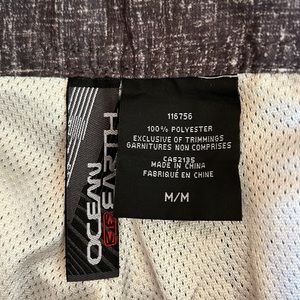 OCEAN
EARTH
116756
100% POLYESTER
EXCLUSIVE OF TRIMMINGS
GARNITURES NON COMPRISES
CA52135
MADE IN CHINA
FABRIQUÉ EN CHINE
M/M